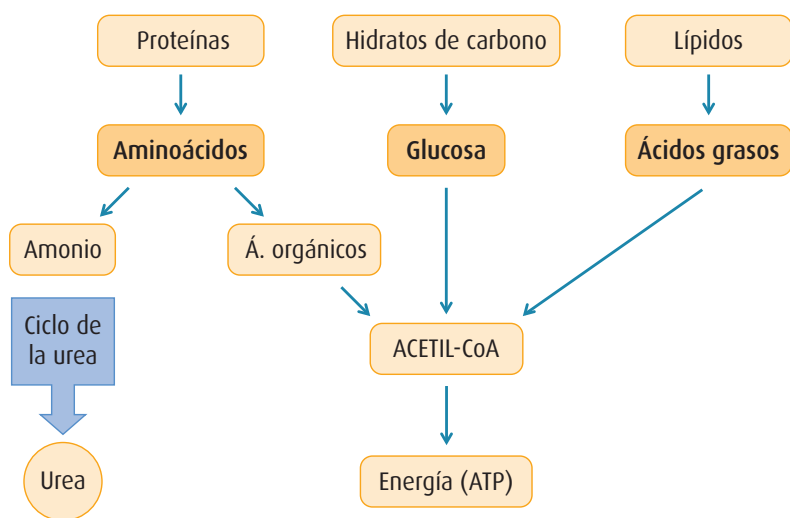 Proteínas
Hidratos de carbono
Lípidos
Aminoácidos
Glucosa
Ácidos grasos
Amonio
Á. orgánicos
Ciclo de
la urea
ACETIL-CoA
Urea
Energía (ATP)